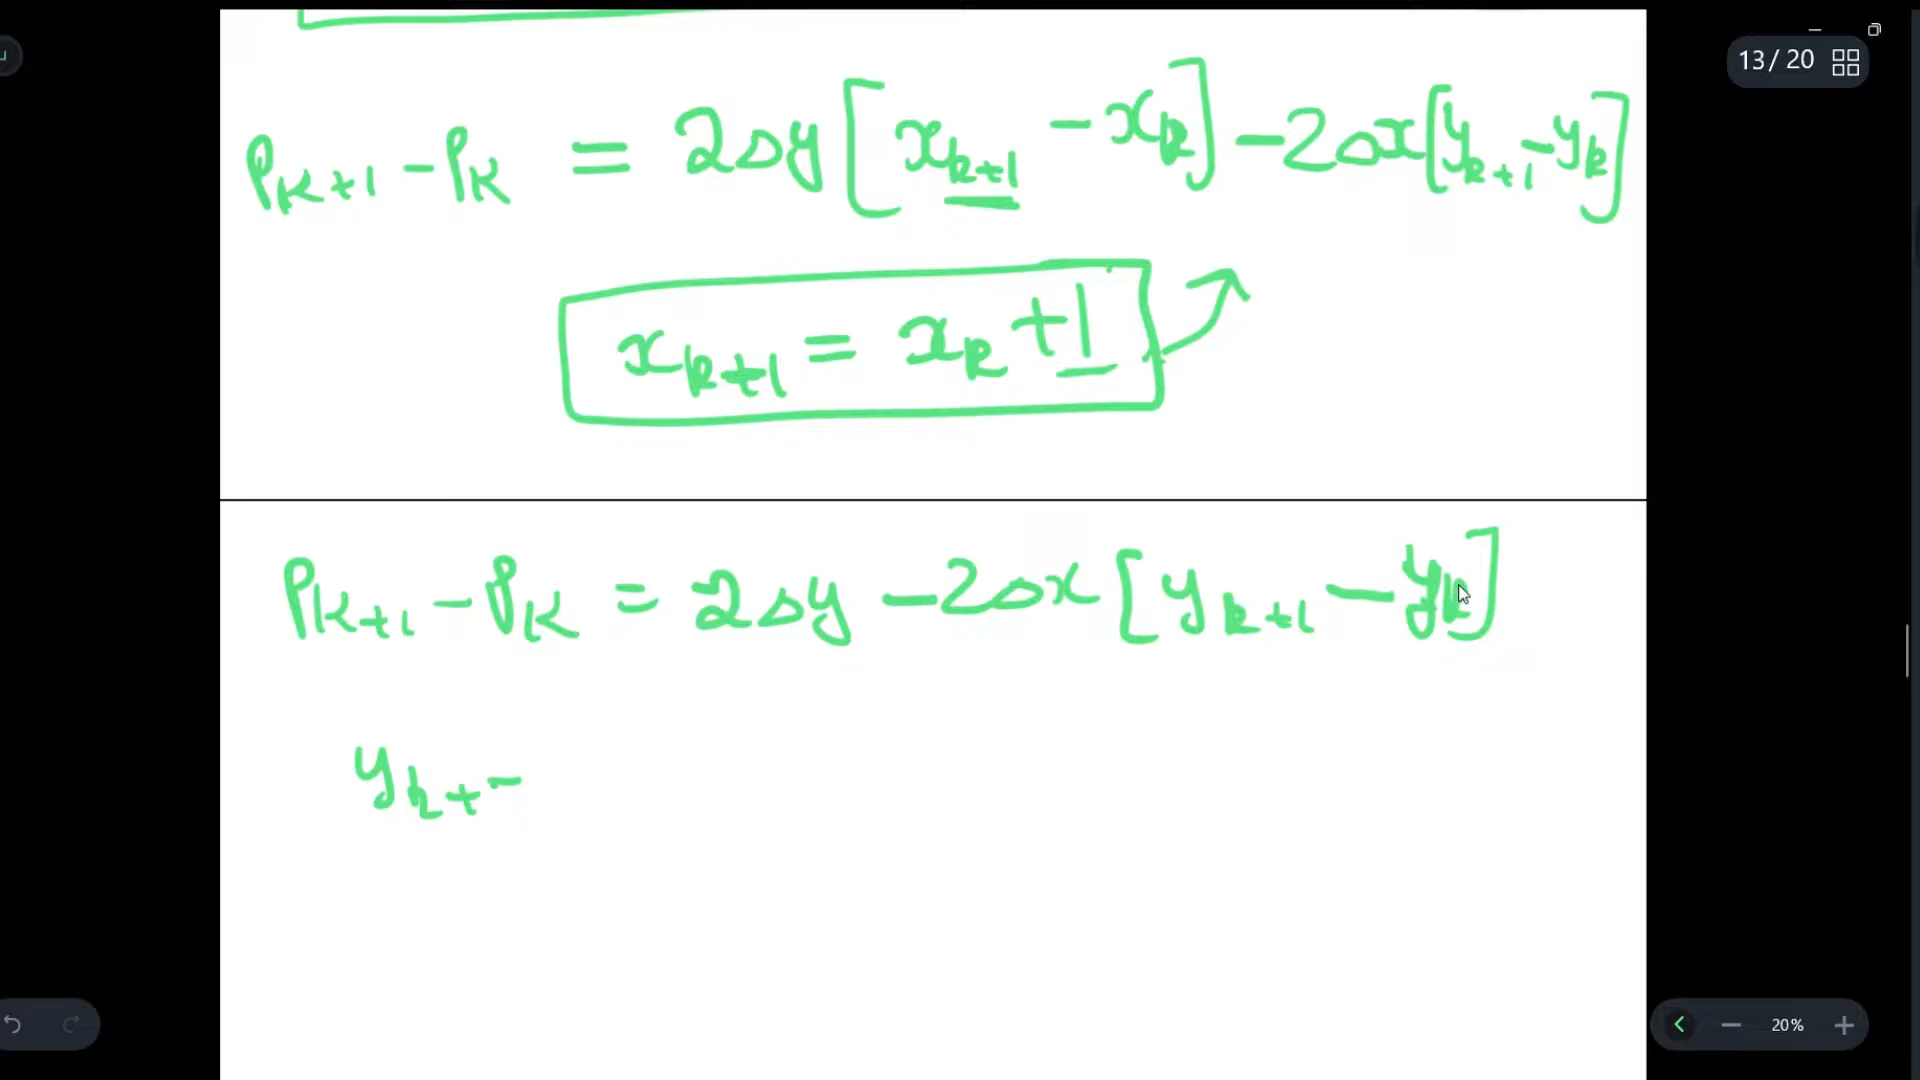 13 / 20
P_{K+1} - P_K = 2Δy [x_{k+1} - x_k] - 2Δx [y_{k+1} - y_k]
x_{k+1} = x_k + 1
P_{K+1} - P_K = 2Δy - 2Δx [y_{k+1} - y_k]
y_{k+-}
20%